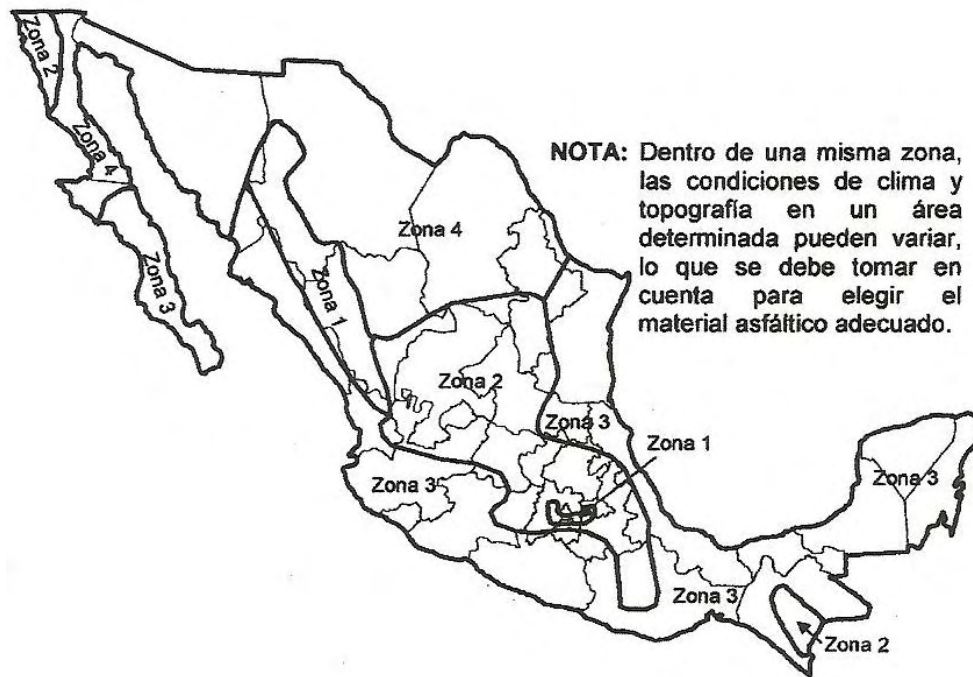 Zona 2
Zona 4
Zona 3
Zona 1
Zona 4
NOTA: Dentro de una misma zona,
las condiciones de clima y
topografía en un área
determinada pueden variar,
lo que se debe tomar en
cuenta para elegir el
material asfáltico adecuado.
Zona 2
Zona 3
Zona 1
Zona 3
Zona 3
Zona 3
Zona 2